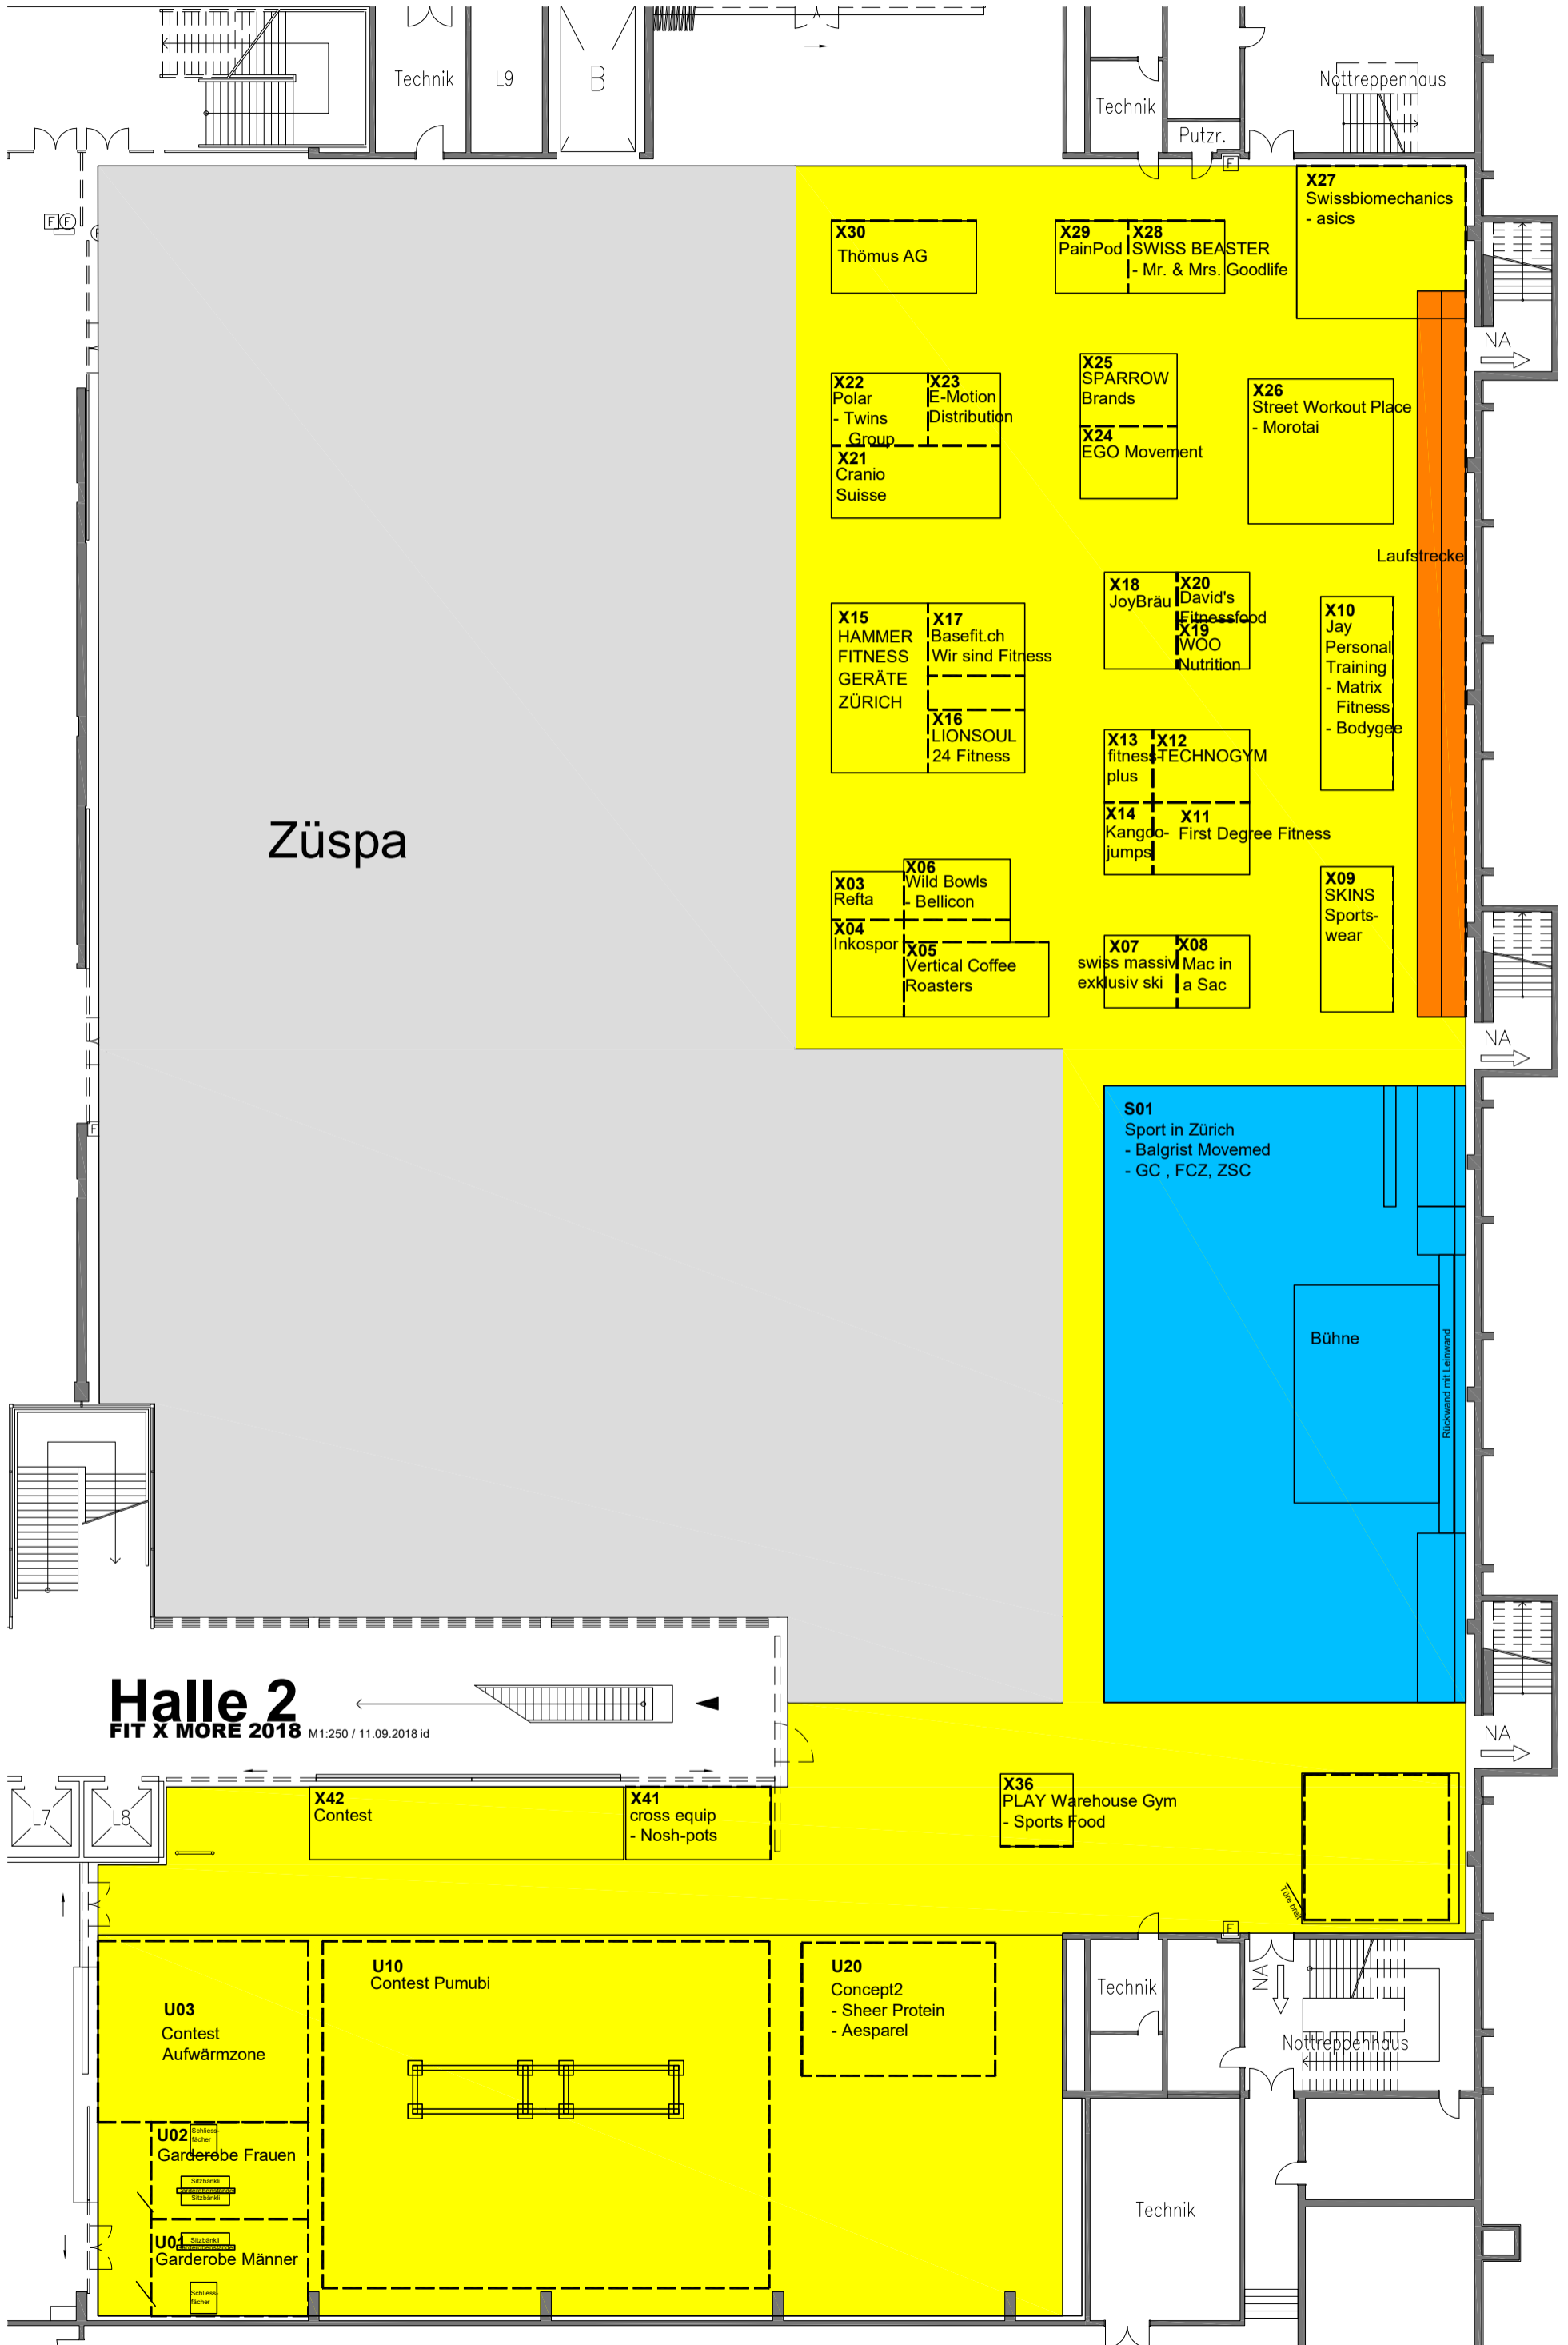 Technik
L9
B
Technik
Putzr.
Nottreppenhaus
F
F
F
F
X30
Thömus AG
X29
PainPod
X28
SWISS BEASTER
- Mr. & Mrs. Goodlife
X27
Swissbiomechanics
- asics
NA
X22
Polar
- Twins
Group
X23
E-Motion
Distribution
X21
Cranio
Suisse
X25
SPARROW
Brands
X24
EGO Movement
X26
Street Workout Place
- Morotai
Laufstrecke
X15
HAMMER
FITNESS
GERÄTE
ZÜRICH
X17
Basefit.ch
Wir sind Fitness
X16
LIONSOUL
24 Fitness
X18
JoyBräu
X20
David's
Fitnessfood
X19
WOO
Nutrition
X10
Jay
Personal
Training
- Matrix
Fitness
- Bodygee
X13
fitness-
plus
X12
TECHNOGYM
X14
Kangoo-
jumps
X11
First Degree Fitness
Züspa
X03
Refta
X06
Wild Bowls
- Bellicon
X04
Inkospor
X05
Vertical Coffee
Roasters
X07
swiss massiv
exklusiv ski
X08
Mac in
a Sac
X09
SKINS
Sports-
wear
NA
F
S01
Sport in Zürich
- Balgrist Movemed
- GC , FCZ, ZSC
Bühne
Rückwand mit Leinwand
Halle 2
FIT X MORE 2018 M1:250 / 11.09.2018 id
NA
L7
L8
X42
Contest
X41
cross equip
- Nosh-pots
X36
PLAY Warehouse Gym
- Sports Food
Türe breit
F
U03
Contest
Aufwärmzone
U10
Contest Pumubi
U20
Concept2
- Sheer Protein
- Aesparel
Technik
NA
Nottreppenhaus
U02
Schliess-
fächer
Garderobe Frauen
Sitzbänkli
Sitzbänkli
U01
Sitzbänkli
Garderobe Männer
Schliess-
fächer
Technik